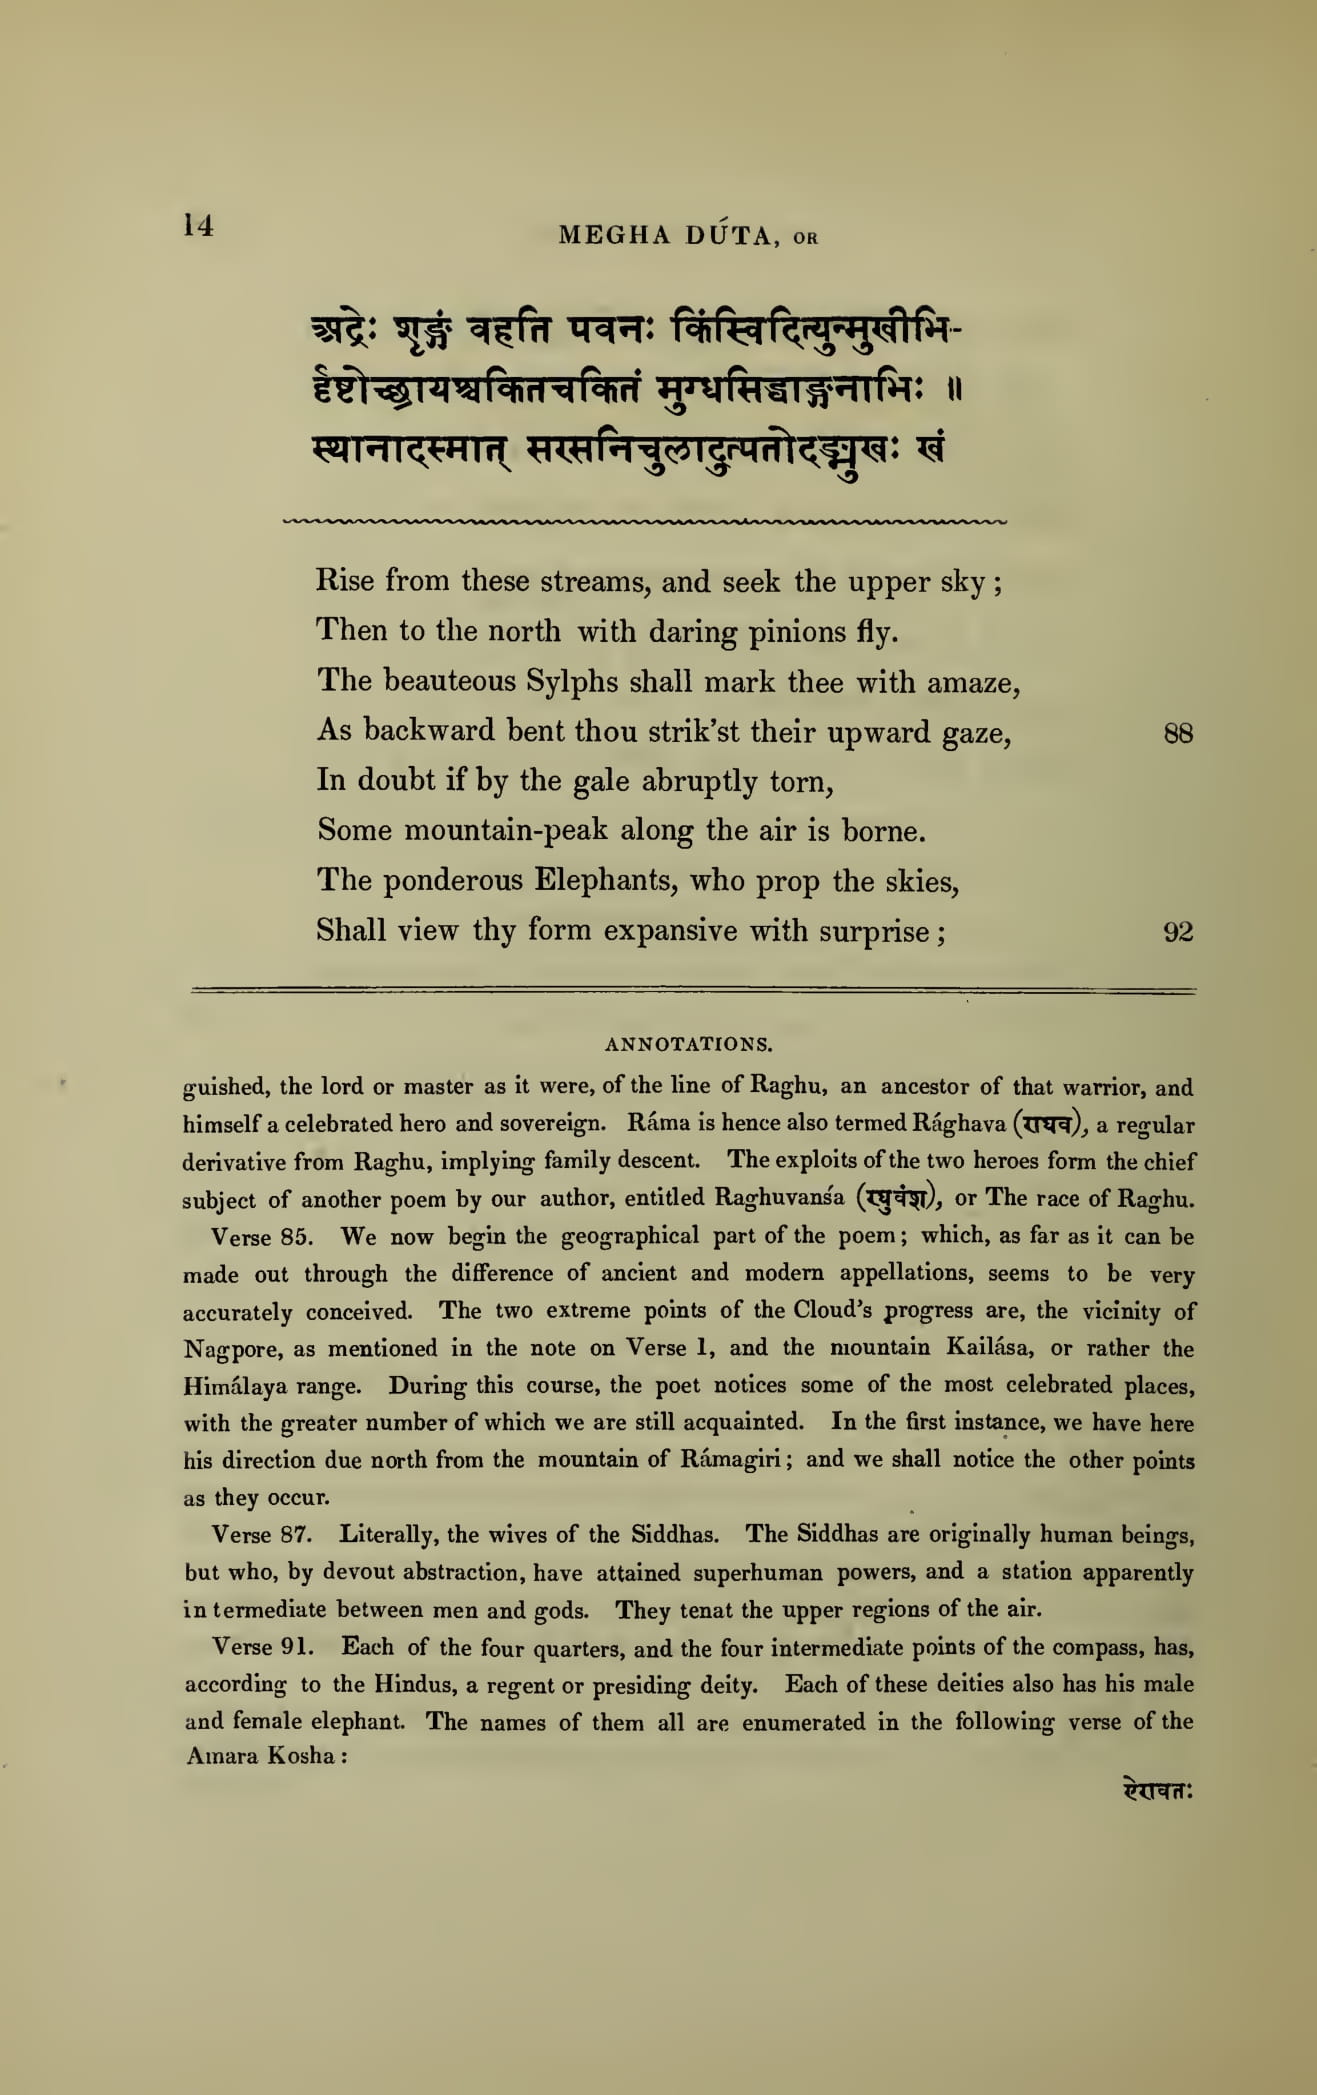 14
MEGHA DÚTA, OR
अद्रेः शृङ्गं वहति पवनः किंस्विदित्युन्मुखीभि-
र्दृष्टोच्छ्रायश्चकितचकितं मुग्धसिद्धाङ्गनाभिः ॥
स्थानादस्मात् सरसनिचुलादुत्पतोदङ्मुखः खं
Rise from these streams, and seek the upper sky ;
Then to the north with daring pinions fly.
The beauteous Sylphs shall mark thee with amaze,
As backward bent thou strik’st their upward gaze, 88
In doubt if by the gale abruptly torn,
Some mountain-peak along the air is borne.
The ponderous Elephants, who prop the skies,
Shall view thy form expansive with surprise ; 92
ANNOTATIONS.
guished, the lord or master as it were, of the line of Raghu, an ancestor of that warrior, and
himself a celebrated hero and sovereign. Ráma is hence also termed Rághava (राघव), a regular
derivative from Raghu, implying family descent. The exploits of the two heroes form the chief
subject of another poem by our author, entitled Raghuvanśa (रघुवंश), or The race of Raghu.
Verse 85. We now begin the geographical part of the poem ; which, as far as it can be
made out through the difference of ancient and modern appellations, seems to be very
accurately conceived. The two extreme points of the Cloud’s progress are, the vicinity of
Nagpore, as mentioned in the note on Verse 1, and the mountain Kailása, or rather the
Himálaya range. During this course, the poet notices some of the most celebrated places,
with the greater number of which we are still acquainted. In the first instance, we have here
his direction due north from the mountain of Rámagiri ; and we shall notice the other points
as they occur.
Verse 87. Literally, the wives of the Siddhas. The Siddhas are originally human beings,
but who, by devout abstraction, have attained superhuman powers, and a station apparently
intermediate between men and gods. They tenat the upper regions of the air.
Verse 91. Each of the four quarters, and the four intermediate points of the compass, has,
according to the Hindus, a regent or presiding deity. Each of these deities also has his male
and female elephant. The names of them all are enumerated in the following verse of the
Amara Kosha :
ऐरावतः